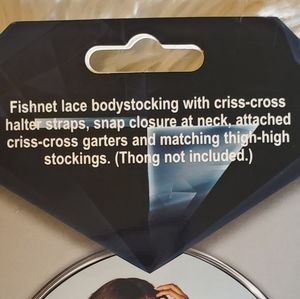 Fishnet lace bodystocking with criss-cross
halter straps, snap closure at neck, attached
criss-cross garters and matching thigh-high
stockings. (Thong not included.)